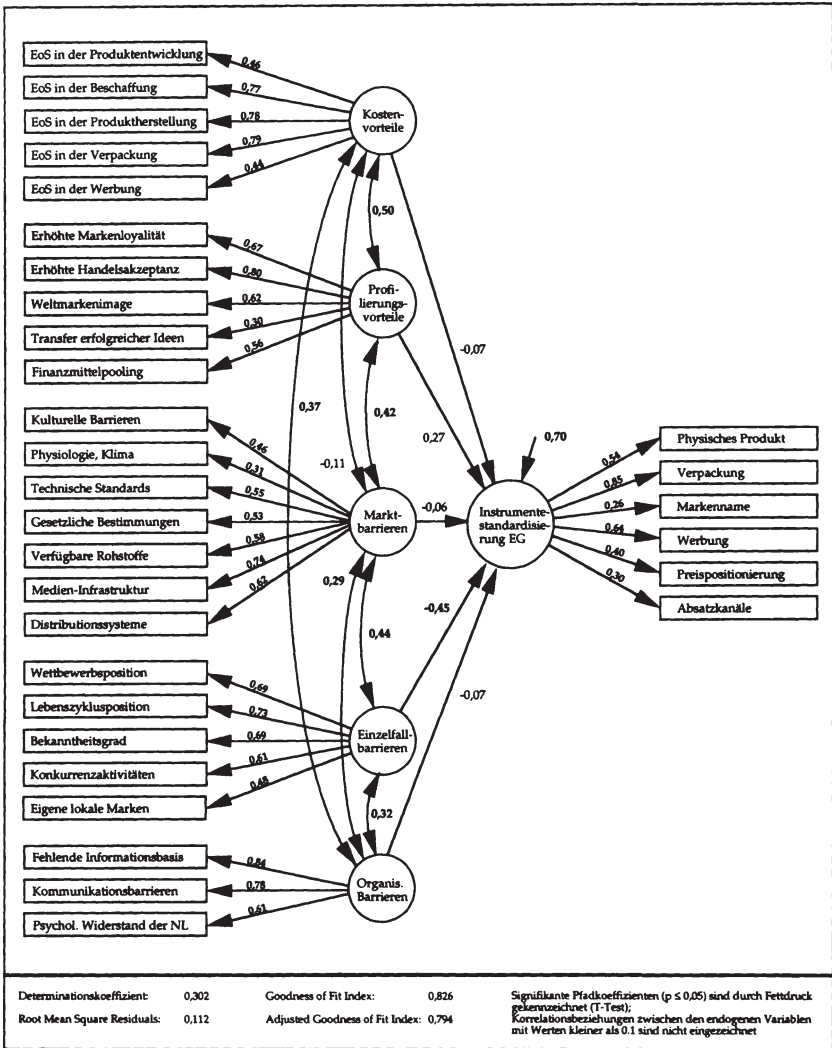 EoS in der Produktentwicklung
0,46
EoS in der Beschaffung
0,77
EoS in der Produktherstellung
0,78
EoS in der Verpackung
0,79
EoS in der Werbung
0,44
Kosten-
vorteile
0,50
Erhöhte Markenloyalität
0,67
Erhöhte Handelsakzeptanz
0,80
Weltmarkenimage
0,62
Transfer erfolgreicher Ideen
0,30
Finanzmittelpooling
0,56
Profi-
lierungs-
vorteile
-0,07
0,37
0,42
0,27
0,70
-0,11
Kulturelle Barrieren
0,46
Physiologie, Klima
0,31
Technische Standards
0,55
Gesetzliche Bestimmungen
0,53
Verfügbare Rohstoffe
0,58
Medien-Infrastruktur
0,74
Distributionssysteme
0,62
Markt-
barrieren
-0,06
Instrumente-
standardisie-
rung EG
0,54
Physisches Produkt
0,85
Verpackung
0,26
Markenname
0,64
Werbung
0,40
Preispositionierung
0,30
Absatzkanäle
0,29
0,44
-0,45
-0,07
Wettbewerbsposition
0,69
Lebenszyklusposition
0,73
Bekanntheitsgrad
0,69
Konkurrenzaktivitäten
0,61
Eigene lokale Marken
0,48
Einzelfall-
barrieren
0,32
Fehlende Informationsbasis
0,84
Kommunikationsbarrieren
0,78
Psychol. Widerstand der NL
0,61
Organis.
Barrieren
Determinationskoeffizient: 0,302 Goodness of Fit Index: 0,826
Root Mean Square Residuals: 0,112 Adjusted Goodness of Fit Index: 0,794
Signifikante Pfadkoeffizienten (p ≤ 0,05) sind durch Fettdruck
gekennzeichnet (T-Test);
Korrelationsbeziehungen zwischen den endogenen Variablen
mit Werten kleiner als 0.1 sind nicht eingezeichnet